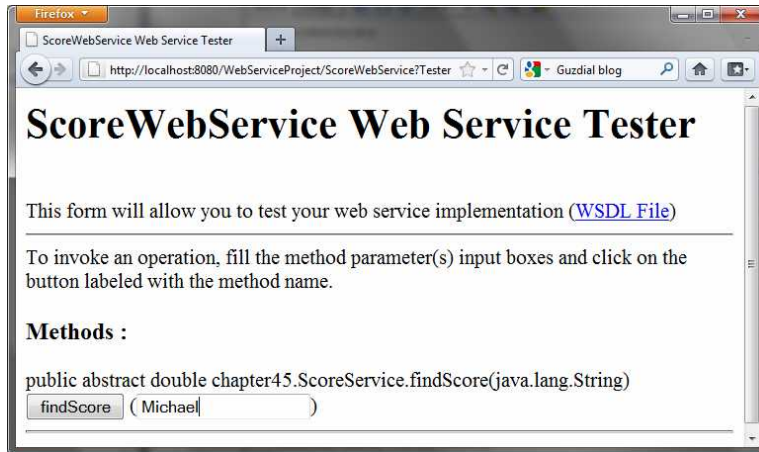 Firefox
ScoreWebService Web Service Tester
http://localhost:8080/WebServiceProject/ScoreWebService?Tester
Guzdial blog
ScoreWebService Web Service Tester
This form will allow you to test your web service implementation (WSDL File)
To invoke an operation, fill the method parameter(s) input boxes and click on the
button labeled with the method name.
Methods :
public abstract double chapter45.ScoreService.findScore(java.lang.String)
findScore (Michael)